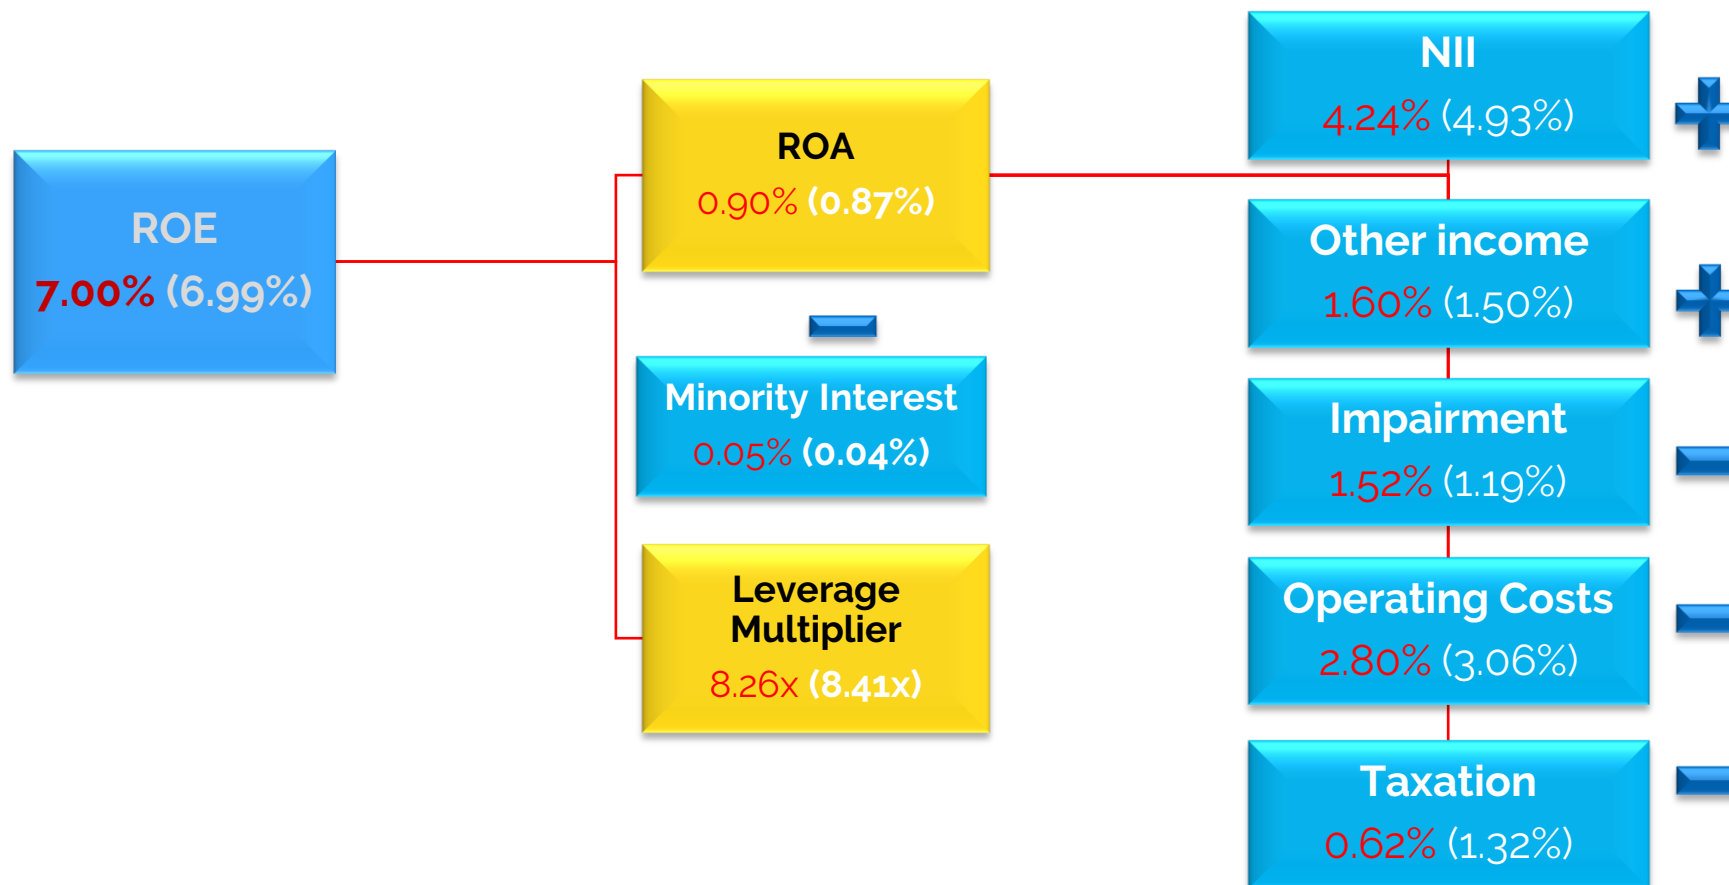 ROE
7.00% (6.99%)
ROA
0.90% (0.87%)
Minority Interest
0.05% (0.04%)
Leverage
Multiplier
8.26x (8.41x)
NII
4.24% (4.93%)
Other income
1.60% (1.50%)
Impairment
1.52% (1.19%)
Operating Costs
2.80% (3.06%)
Taxation
0.62% (1.32%)